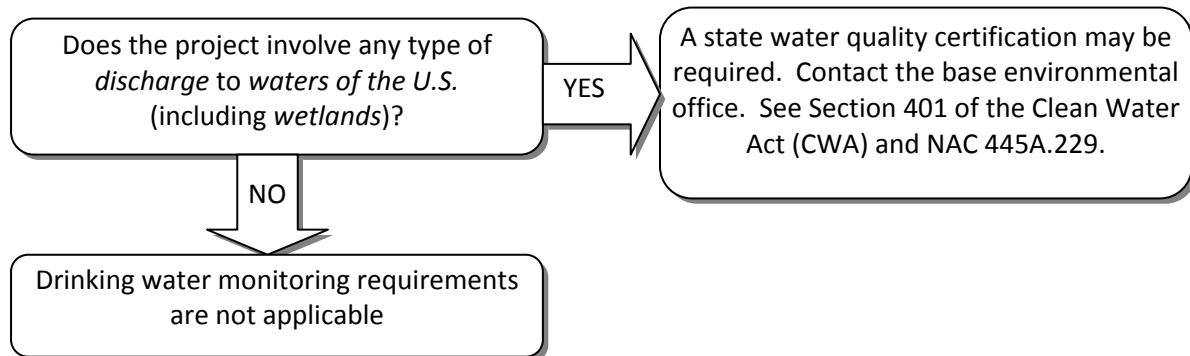 Does the project involve any type of
discharge to waters of the U.S.
(including wetlands)?
YES
A state water quality certification may be
required.  Contact the base environmental
office.  See Section 401 of the Clean Water
Act (CWA) and NAC 445A.229.
NO
Drinking water monitoring requirements
are not applicable